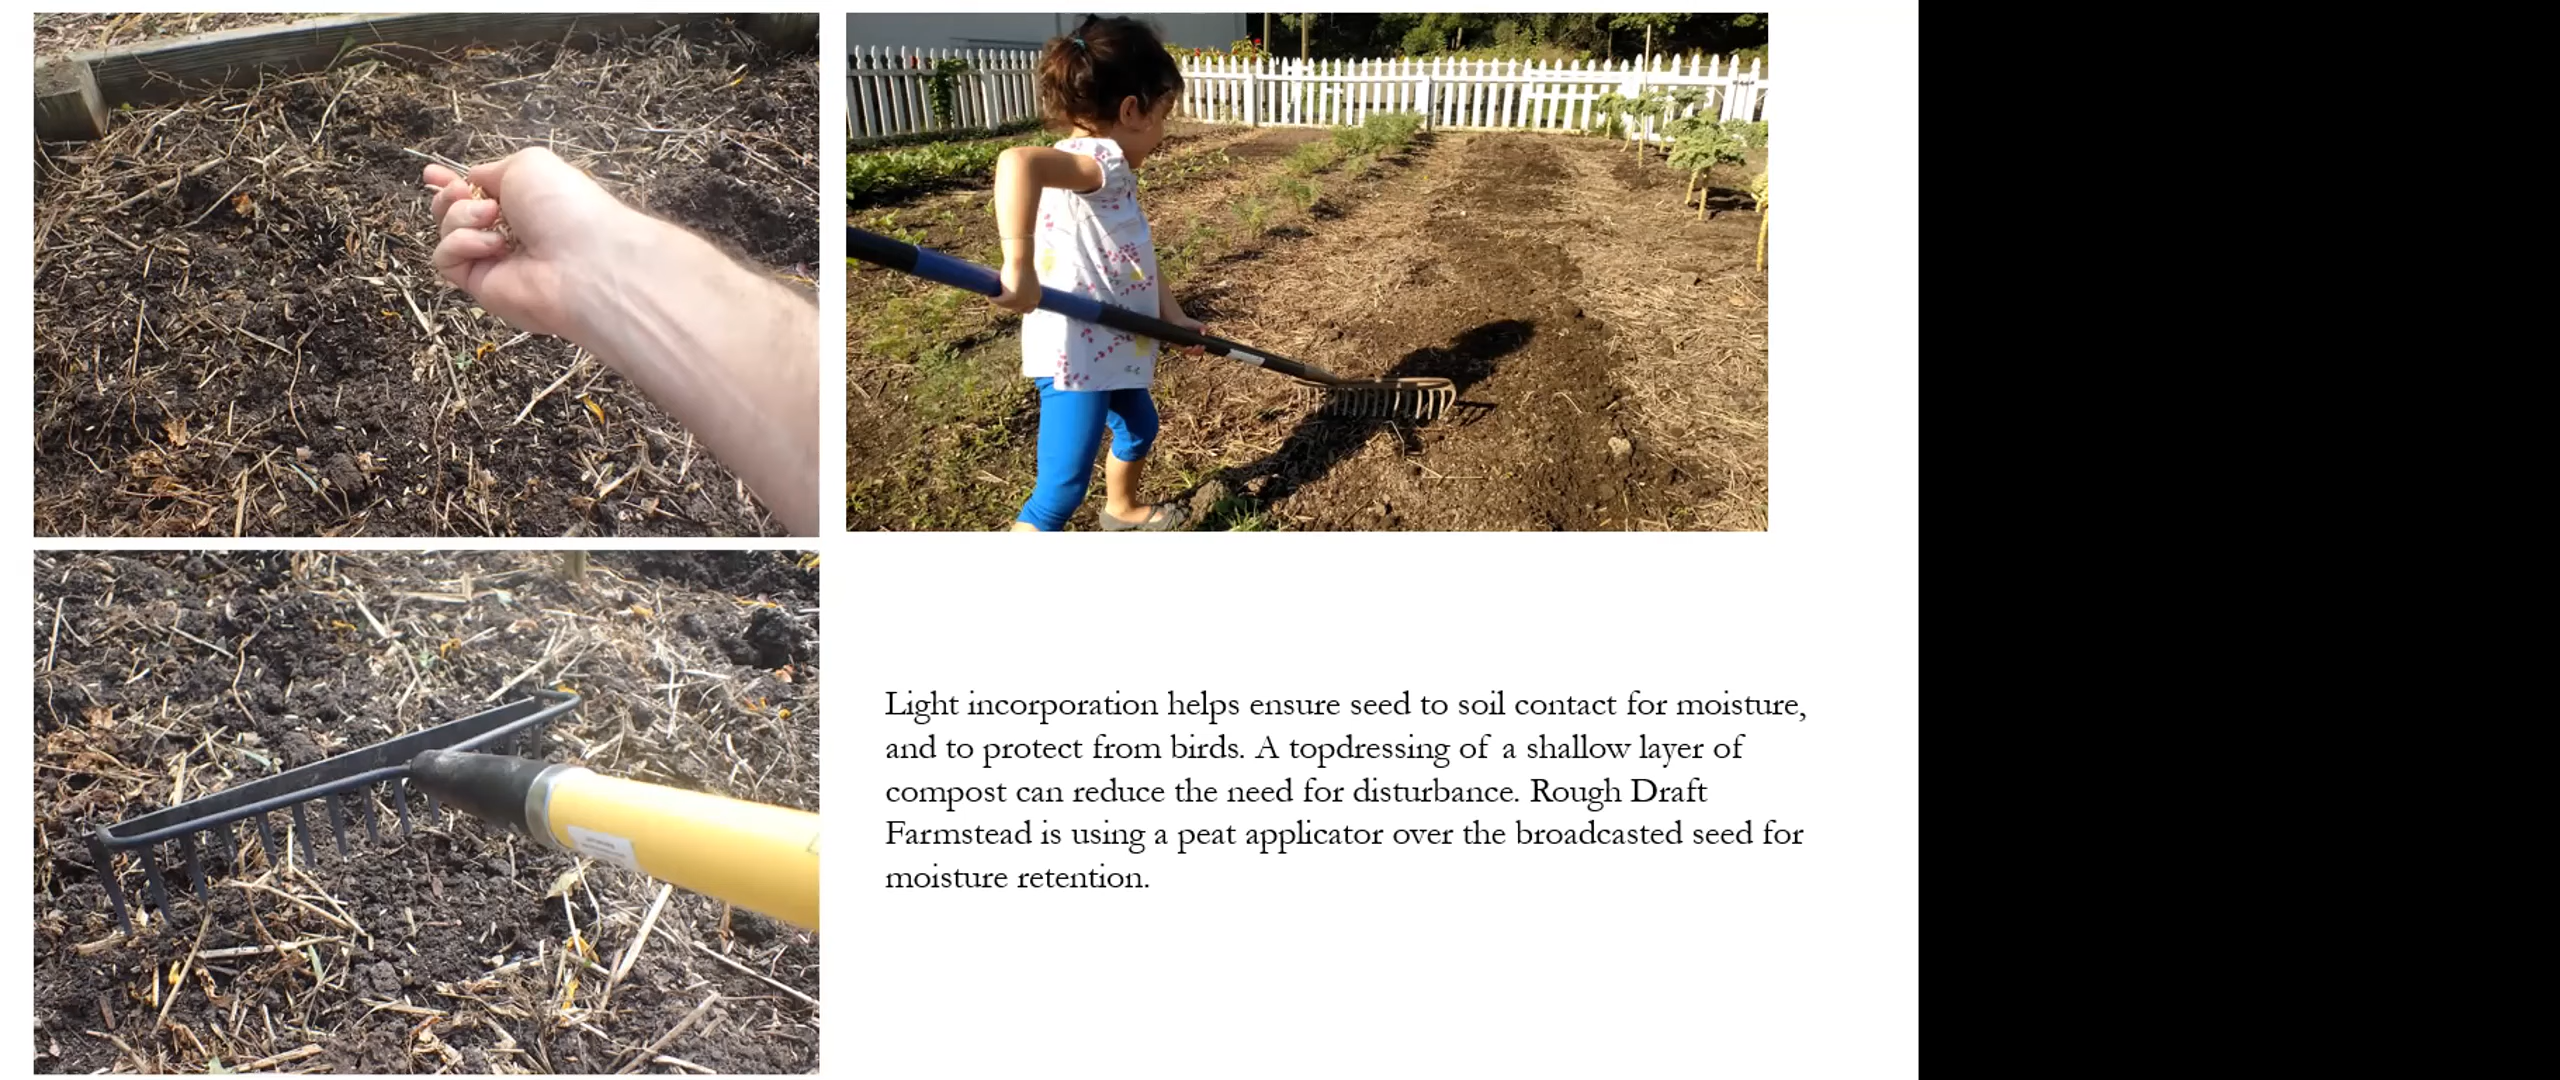 Light incorporation helps ensure seed to soil contact for moisture,
and to protect from birds. A topdressing of a shallow layer of
compost can reduce the need for disturbance. Rough Draft
Farmstead is using a peat applicator over the broadcasted seed for
moisture retention.